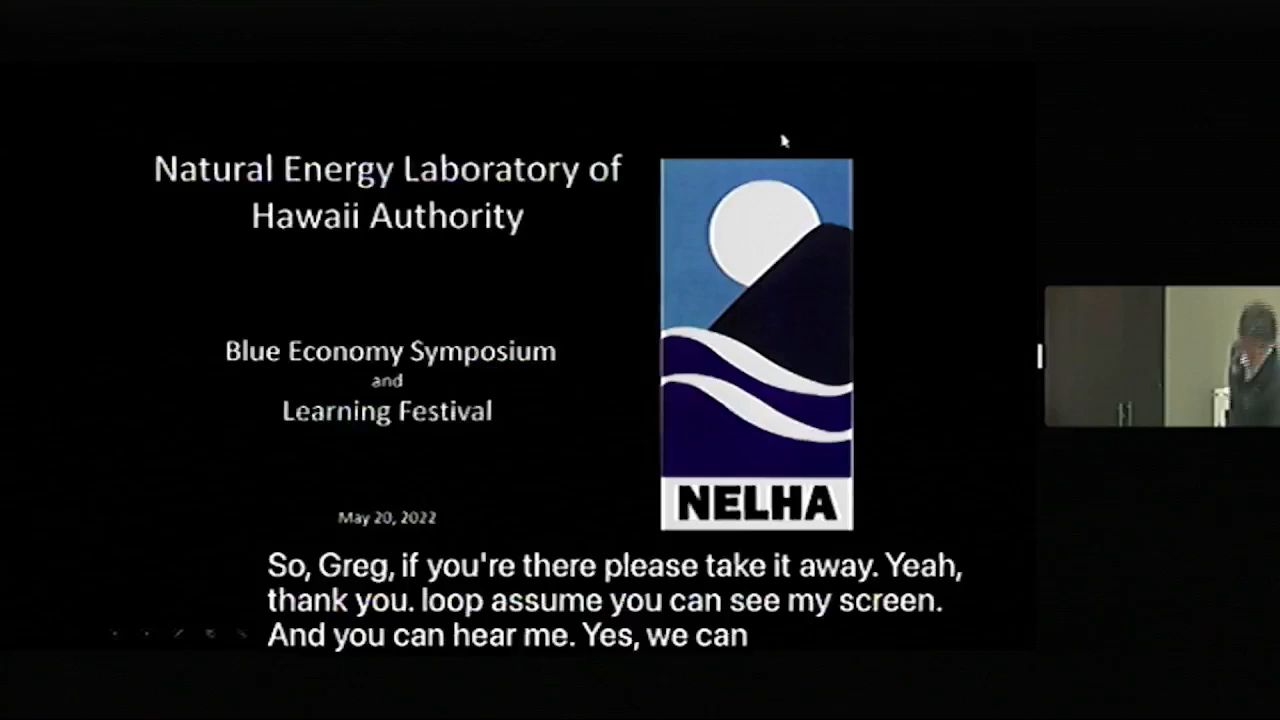 Natural Energy Laboratory of
Hawaii Authority
Blue Economy Symposium
and
Learning Festival
May 20, 2022
NELHA
So, Greg, if you're there please take it away. Yeah,
thank you. loop assume you can see my screen.
And you can hear me. Yes, we can